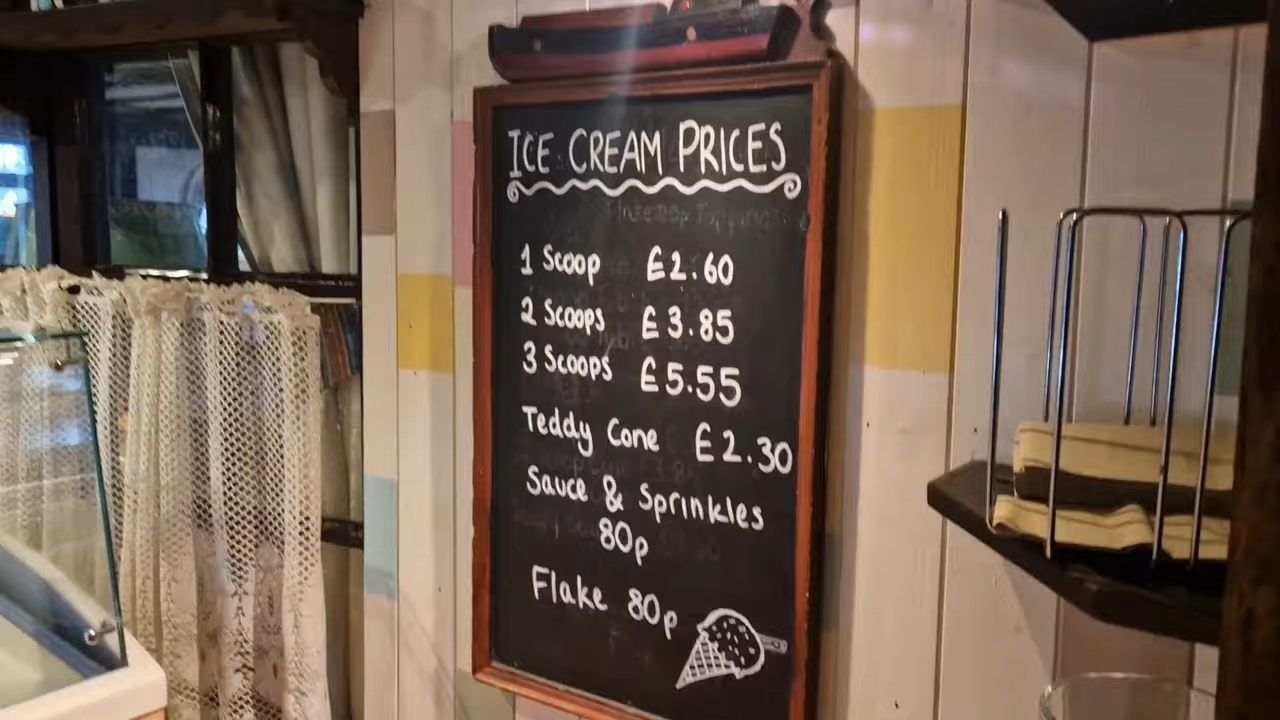 ICE CREAM PRICES
1 Scoop £2.60
2 Scoops £3.85
3 Scoops £5.55
Teddy Cone £2.30
Sauce & Sprinkles
80p
Flake 80p